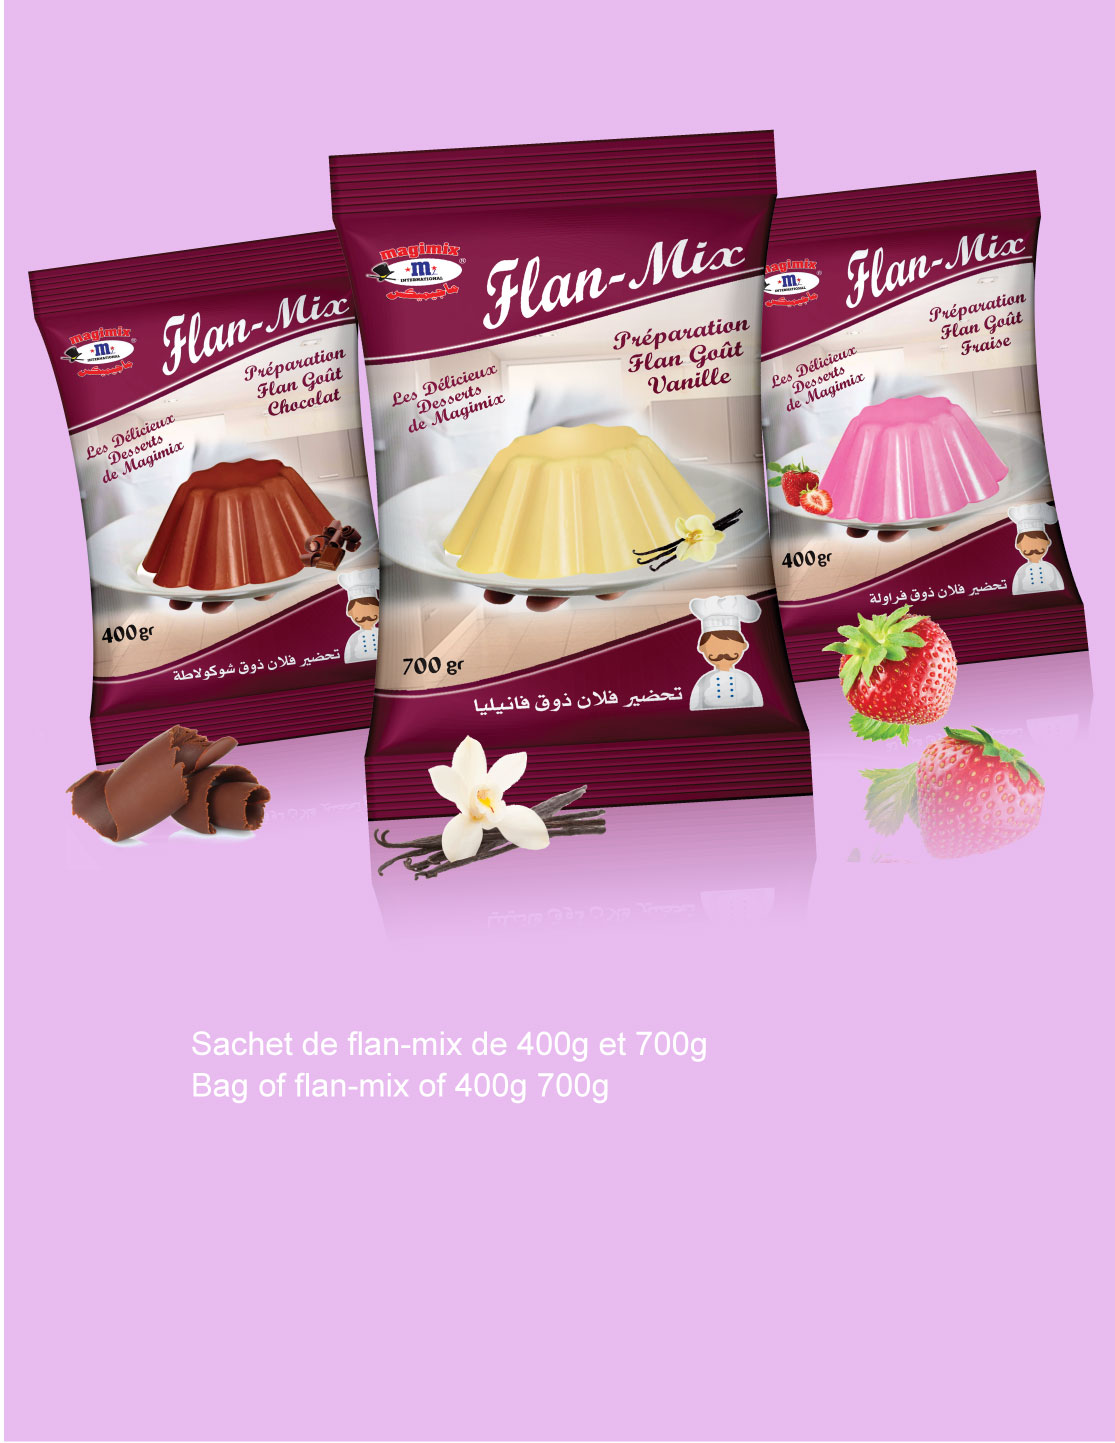 magimix
m
INTERNATIONAL
ماجيميكس
Flan-Mix
Préparation
Flan Goût
Chocolat
Les Délicieux
Desserts
de Magimix
400gr
تحضير فلان ذوق شوكولاطة
magimix
®
m
INTERNATIONAL
ماجيميكس
Flan-Mix
Préparation
Flan Goût
Vanille
Les Délicieux
Desserts
de Magimix
700 gr
تحضير فلان ذوق فانيليا
m
INTERNATIONAL
Flan-Mix
Préparation
Flan Goût
Fraise
Les Délicieux
Desserts
de Magimix
400gr
تحضير فلان ذوق فراولة
Sachet de flan-mix de 400g et 700g
Bag of flan-mix of 400g 700g